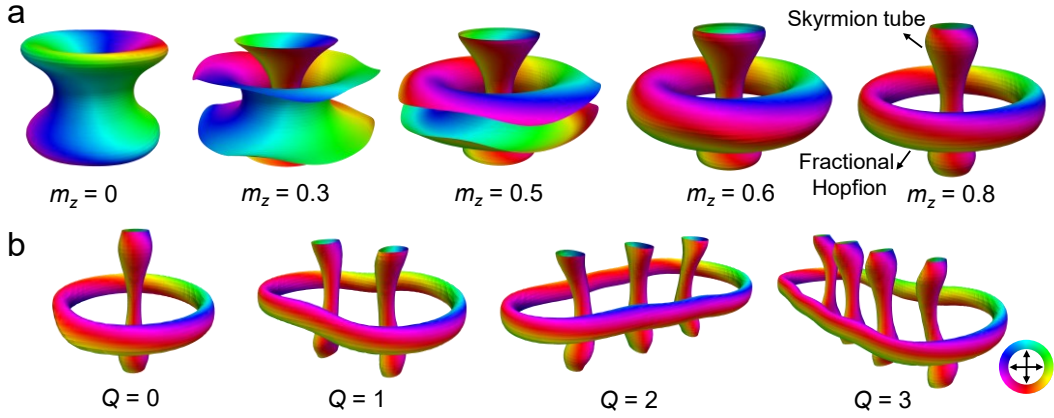 a
Skyrmion tube
Fractional
Hopfion
m_z = 0
m_z = 0.3
m_z = 0.5
m_z = 0.6
m_z = 0.8
b
Q = 0
Q = 1
Q = 2
Q = 3